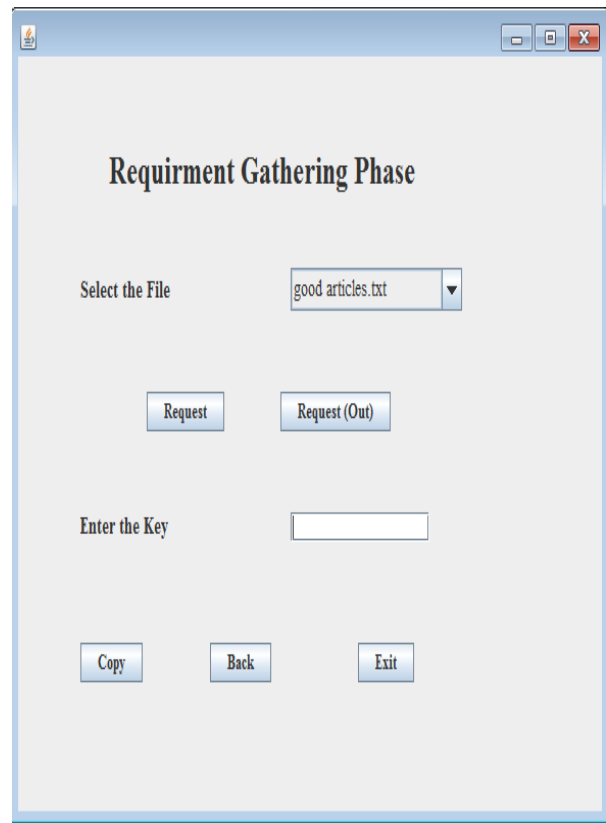 Requirment Gathering Phase
Select the File good articles.txt
Request Request (Out)
Enter the Key
Copy Back Exit